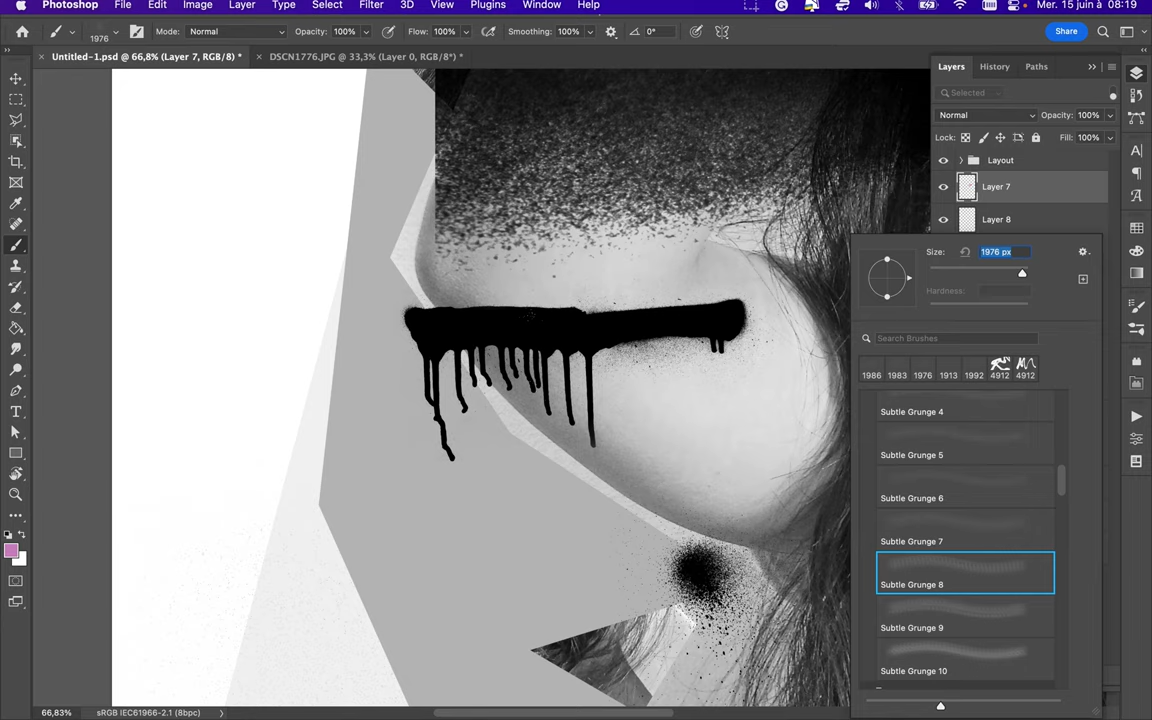 Photoshop File Edit Image Layer Type Select Filter 3D View Plugins Window Help Mer. 15 juin à 08:19
1976 Mode: Normal Opacity: 100% Flow: 100% Smoothing: 100% 0° Share
Untitled-1.psd @ 66,8% (Layer 7, RGB/8) * DSCN1776.JPG @ 33,3% (Layer 0, RGB/8*) *
Layers History Paths
Selected
Normal Opacity: 100%
Lock: Fill: 100%
Layout
Layer 7
Layer 8
Size: 1976 px
Hardness:
Search Brushes
1986 1983 1976 1913 1992 4912 4912
Subtle Grunge 4
Subtle Grunge 5
Subtle Grunge 6
Subtle Grunge 7
Subtle Grunge 8
Subtle Grunge 9
Subtle Grunge 10
66,83% sRGB IEC61966-2.1 (8bpc)